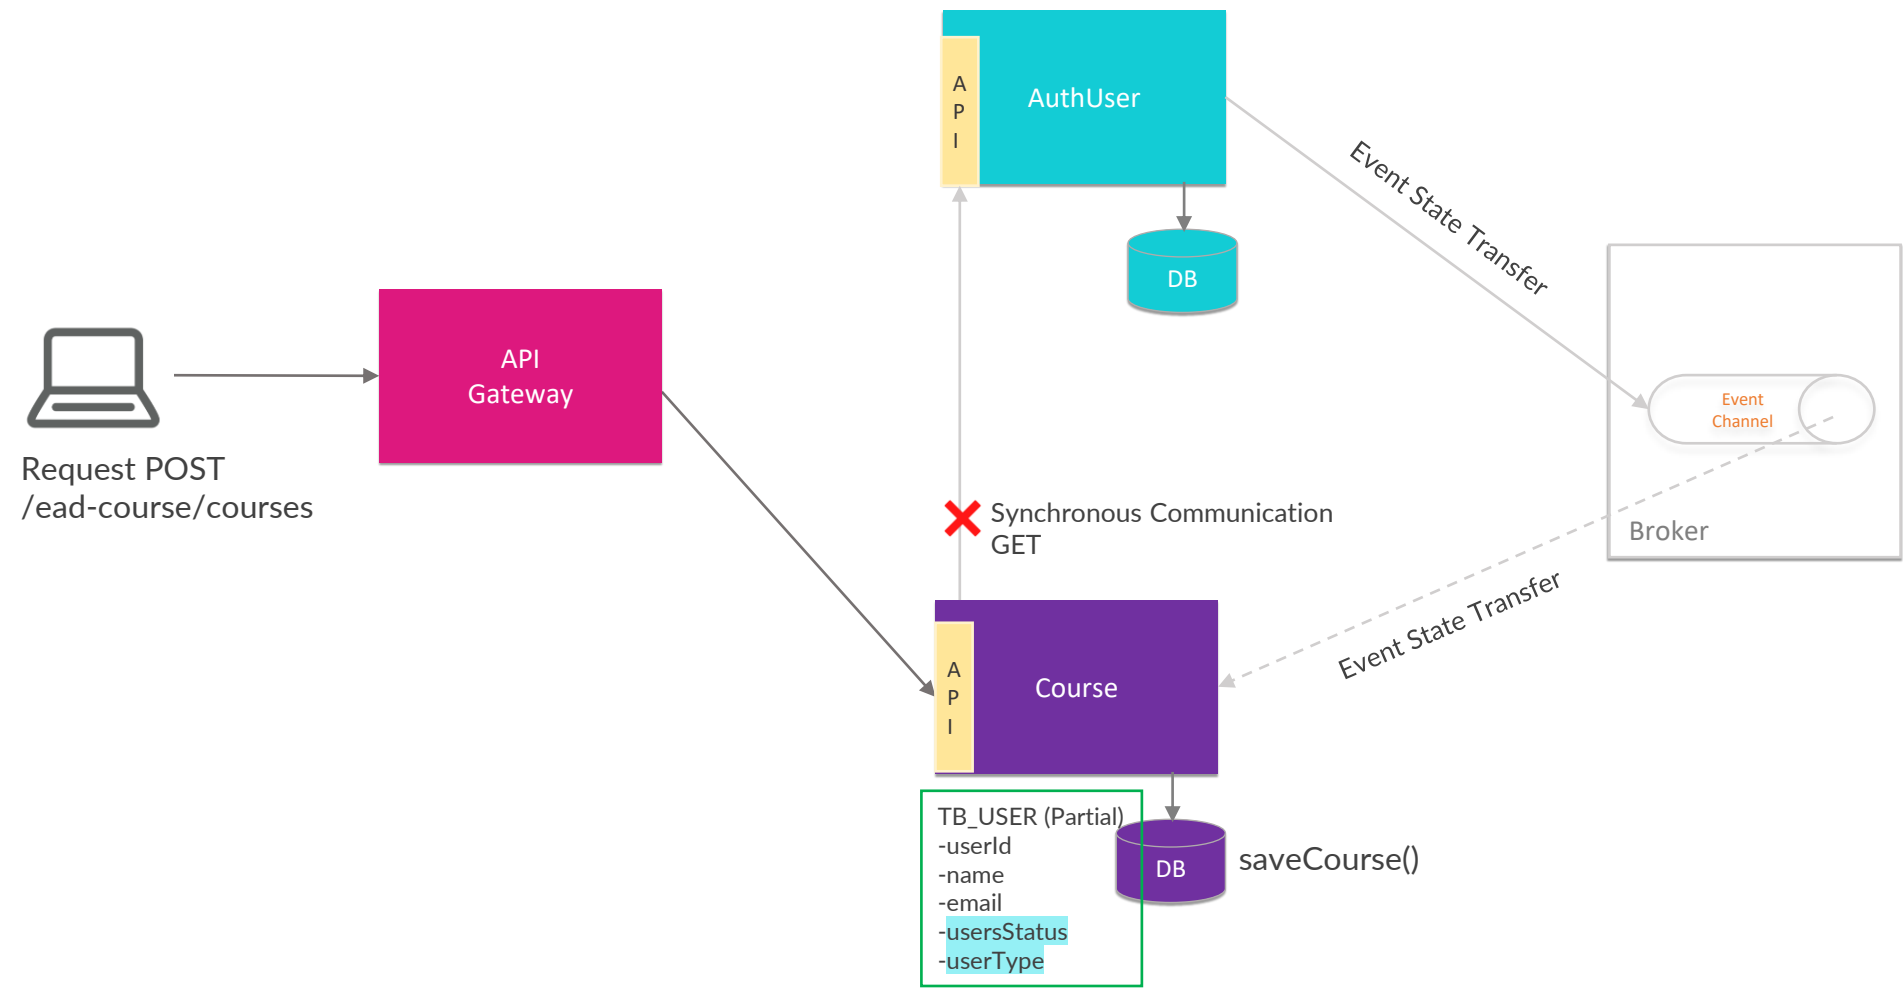 A
P
I
AuthUser
DB
Event State Transfer
API
Gateway
Request POST
/ead-course/courses
Event
Channel
Broker
Synchronous Communication
GET
Event State Transfer
A
P
I
Course
TB_USER (Partial)
-userId
-name
-email
-usersStatus
-userType
DB
saveCourse()